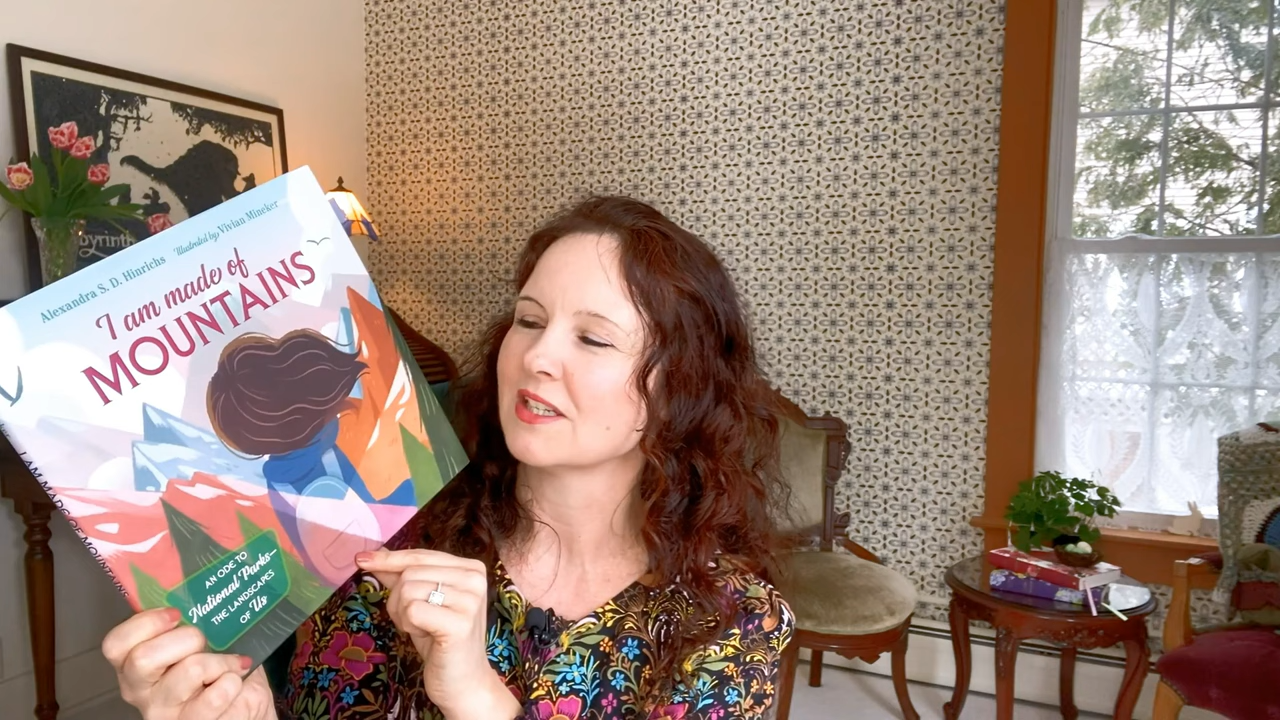 Alexandra S. D. Hinrichs Illustrated by Vivian Mineker
I am made of
MOUNTAINS
AN ODE TO
National Parks—
THE LANDSCAPES
OF Us
I AM MADE OF MOUNTAINS
byrinth